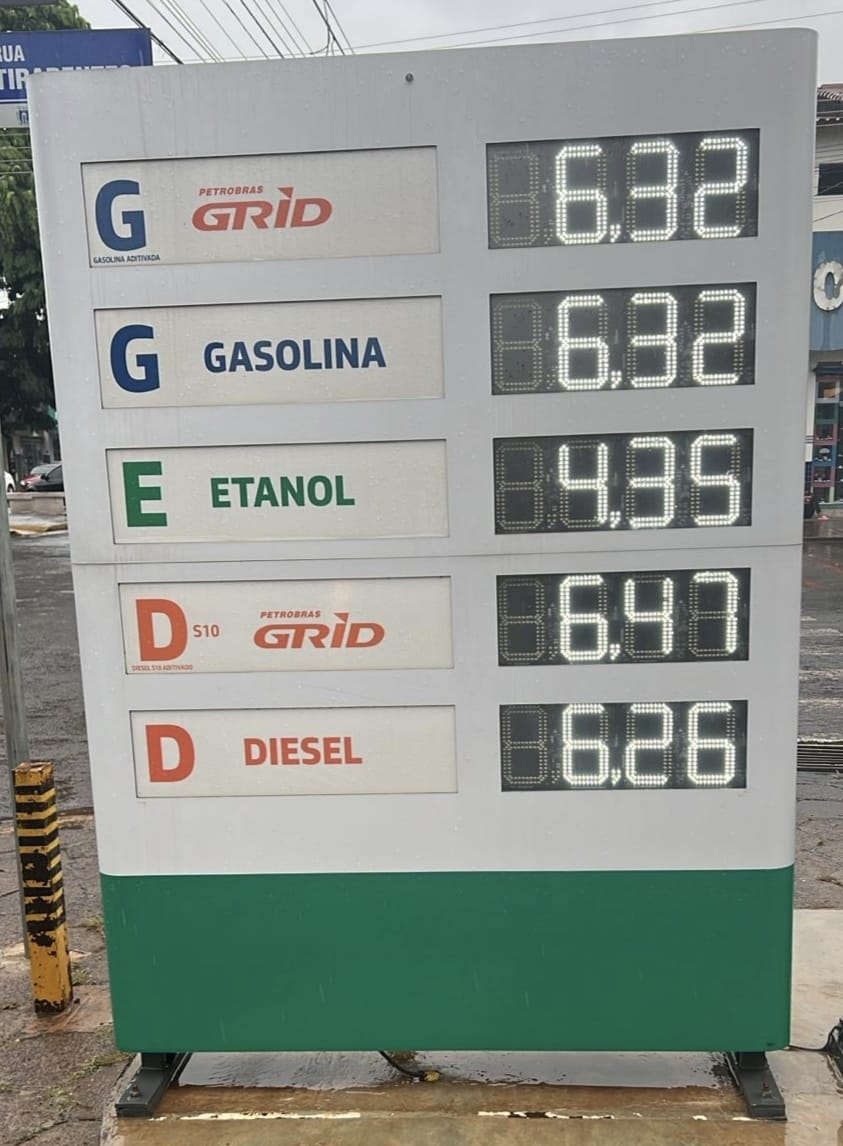 RUA
G
GASOLINA ADITIVADA
PETROBRAS
GRID
6,32
G GASOLINA 6,32
E ETANOL 4,35
D S10
DIESEL S10 ADITIVADO
PETROBRAS
GRID
6,47
D DIESEL 6,26